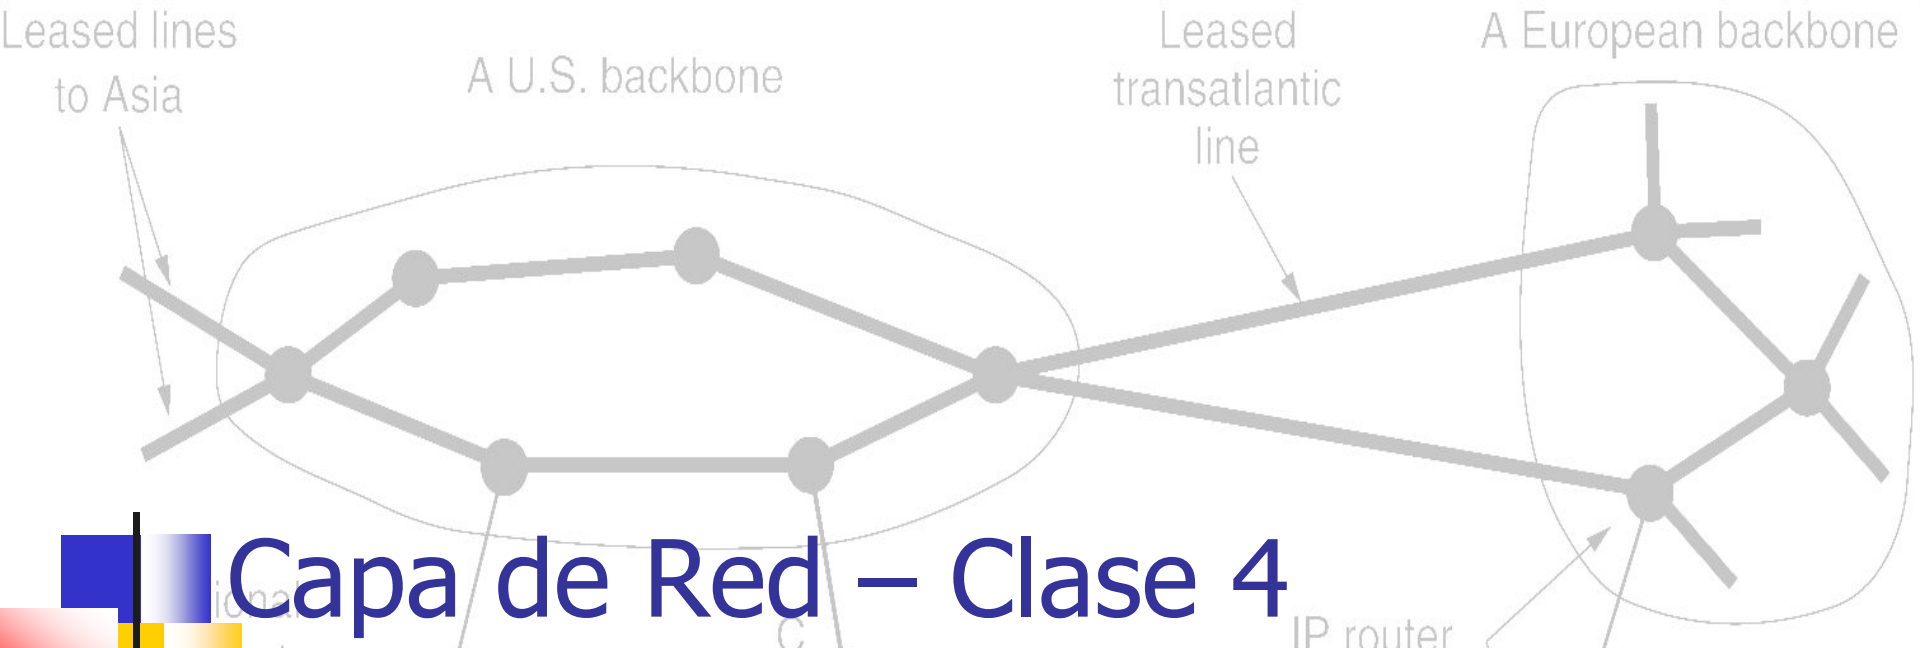 Leased lines
to Asia
A U.S. backbone
Leased
transatlantic
line
A European backbone
Capa de Red – Clase 4
C
IP router